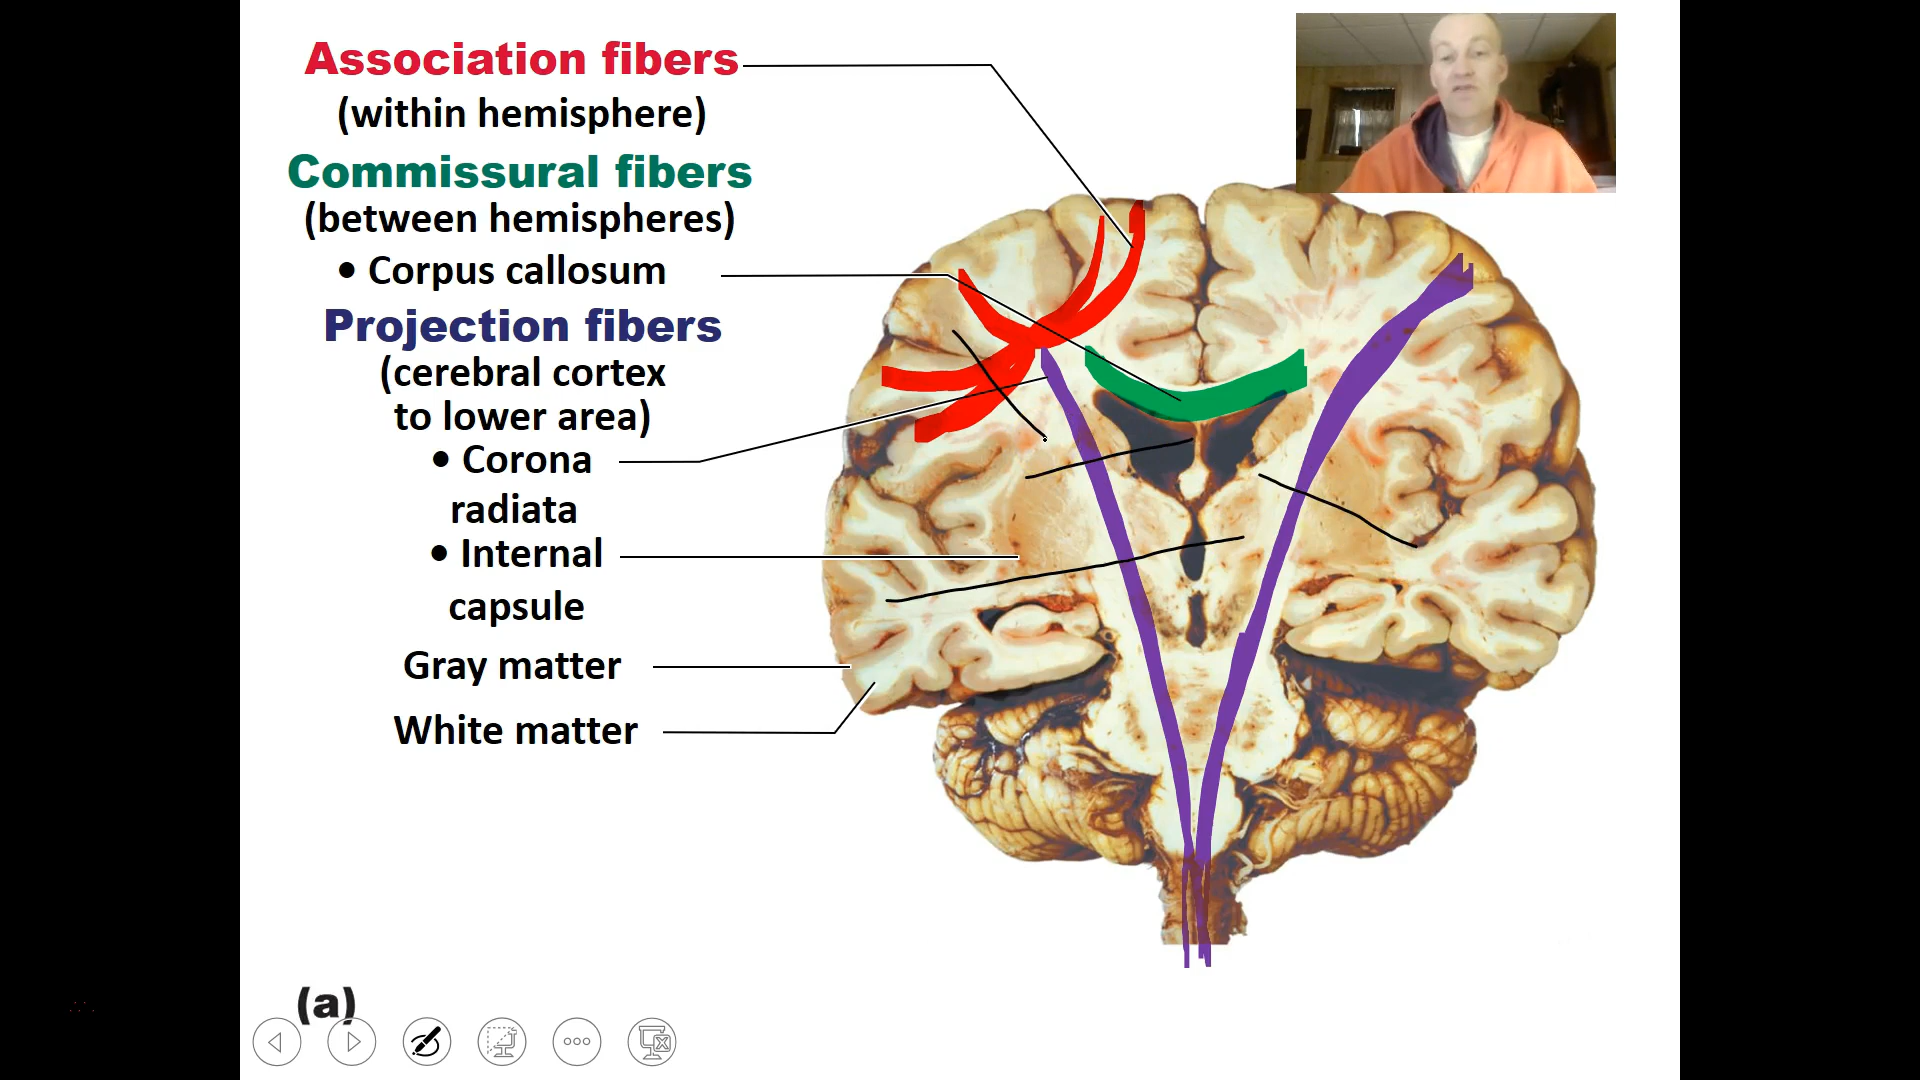 Association fibers
(within hemisphere)
Commissural fibers
(between hemispheres)
• Corpus callosum
Projection fibers
(cerebral cortex
to lower area)
• Corona
radiata
• Internal
capsule
Gray matter
White matter
(a)